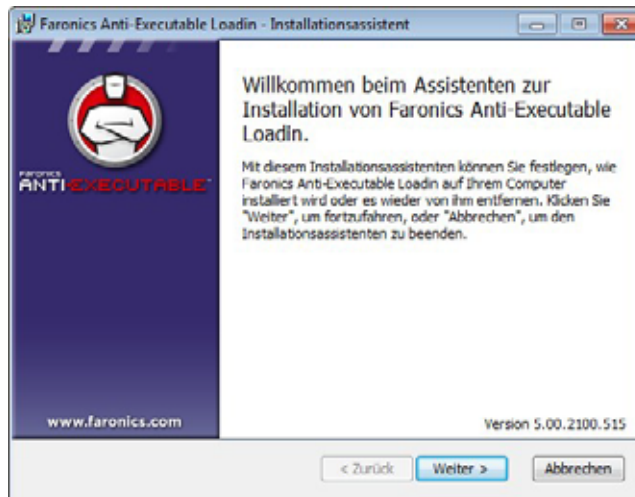 Faronics Anti-Executable Loadin - Installationsassistent
Willkommen beim Assistenten zur
Installation von Faronics Anti-Executable
Loadin.
Mit diesem Installationsassistenten können Sie festlegen, wie
Faronics Anti-Executable Loadin auf Ihrem Computer
installiert wird oder es wieder von ihm entfernen. Klicken Sie
"Weiter", um fortzufahren, oder "Abbrechen", um den
Installationsassistenten zu beenden.
FARONICS
ANTI-EXECUTABLE
www.faronics.com
Version 5.00.2100.515
< Zurück
Weiter >
Abbrechen